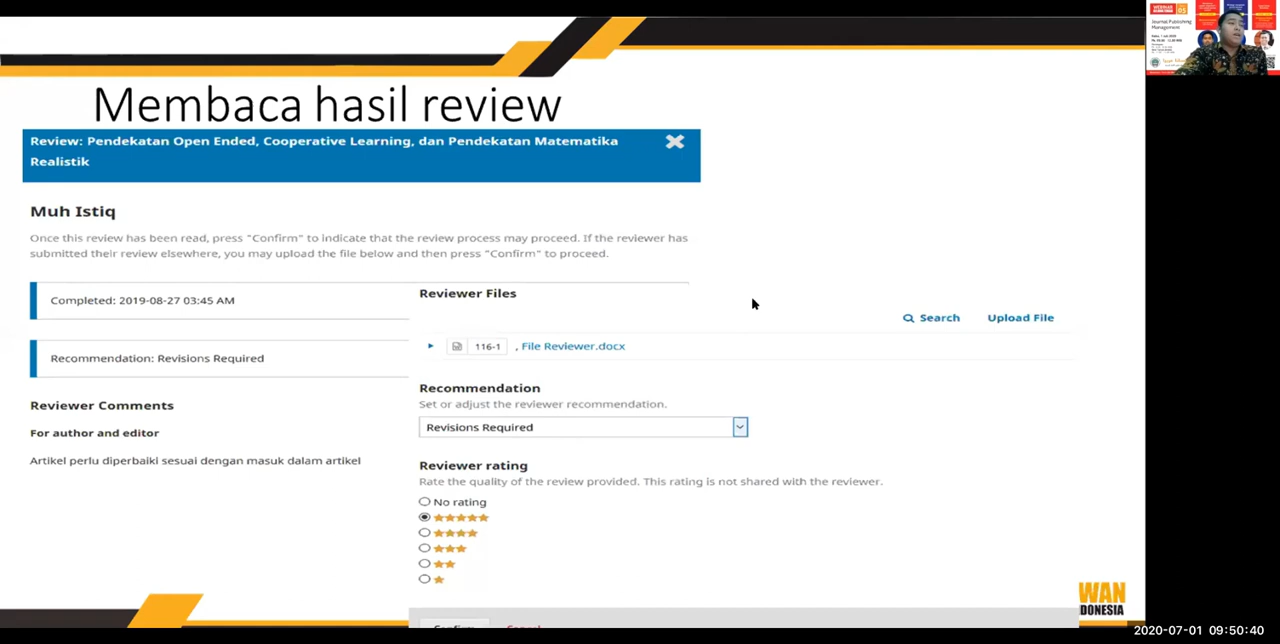 Membaca hasil review
Review: Pendekatan Open Ended, Cooperative Learning, dan Pendekatan Matematika
Realistik
Muh Istiq
Once this review has been read, press "Confirm" to indicate that the review process may proceed. If the reviewer has
submitted their review elsewhere, you may upload the file below and then press "Confirm" to proceed.
Completed: 2019-08-27 03:45 AM
Recommendation: Revisions Required
Reviewer Comments
For author and editor
Artikel perlu diperbaiki sesuai dengan masuk dalam artikel
Reviewer Files
Search Upload File
116-1 , File Reviewer.docx
Recommendation
Set or adjust the reviewer recommendation.
Revisions Required
Reviewer rating
Rate the quality of the review provided. This rating is not shared with the reviewer.
No rating
WAN
DONESIA
Journal Publishing
Management
2020-07-01 09:50:40